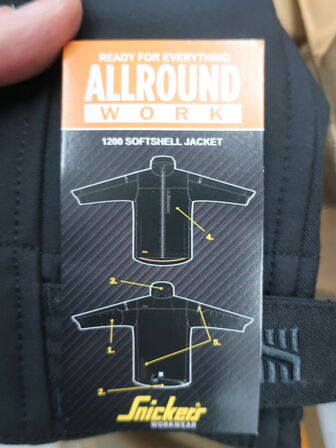 READY FOR EVERYTHING
ALLROUND
WORK
1200 SOFTSHELL JACKET
4.
3.
1.
5.
2.
Snickers
WORKWEAR